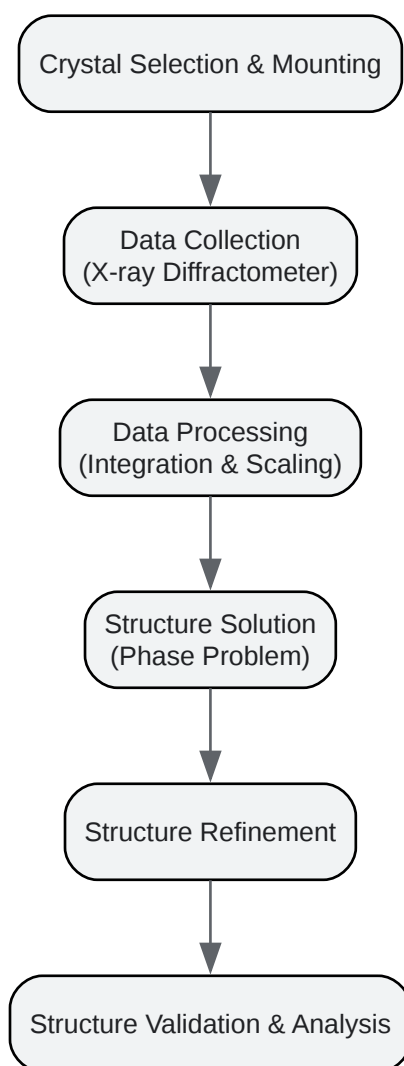 Crystal Selection & Mounting
Data Collection
(X-ray Diffractometer)
Data Processing
(Integration & Scaling)
Structure Solution
(Phase Problem)
Structure Refinement
Structure Validation & Analysis